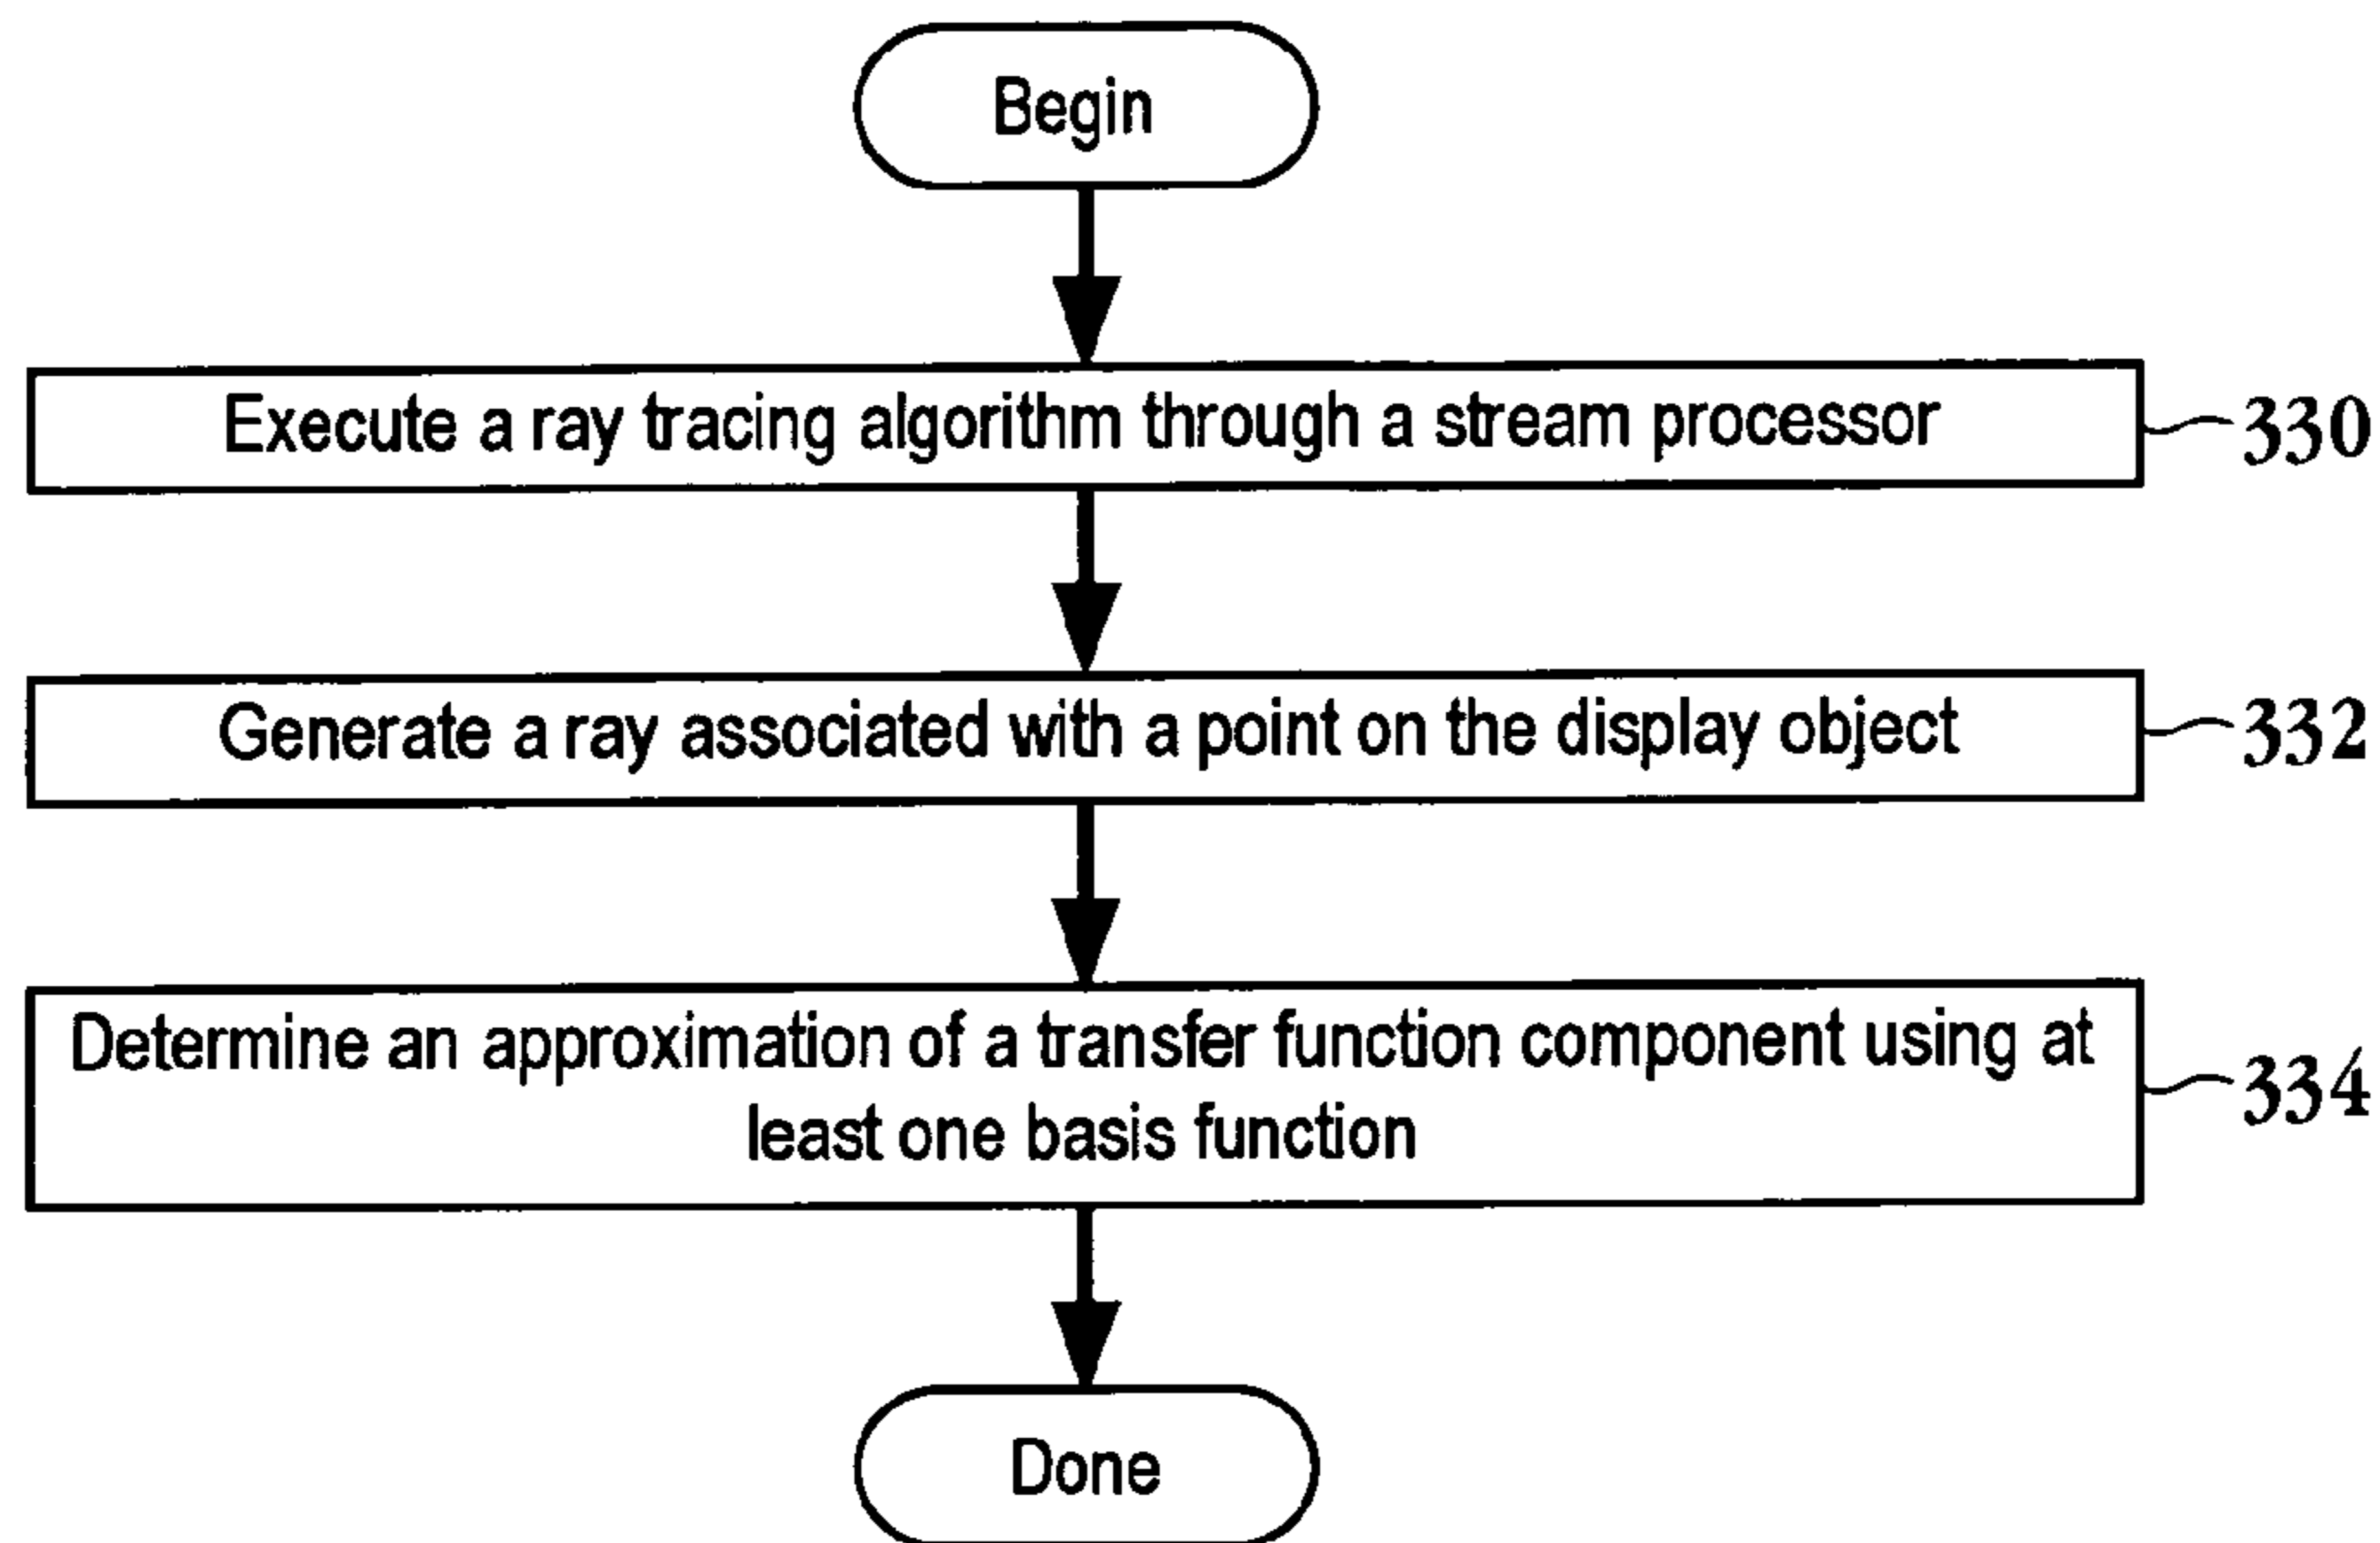 Begin
Execute a ray tracing algorithm through a stream processor
330
Generate a ray associated with a point on the display object
332
Determine an approximation of a transfer function component using at
least one basis function
334
Done